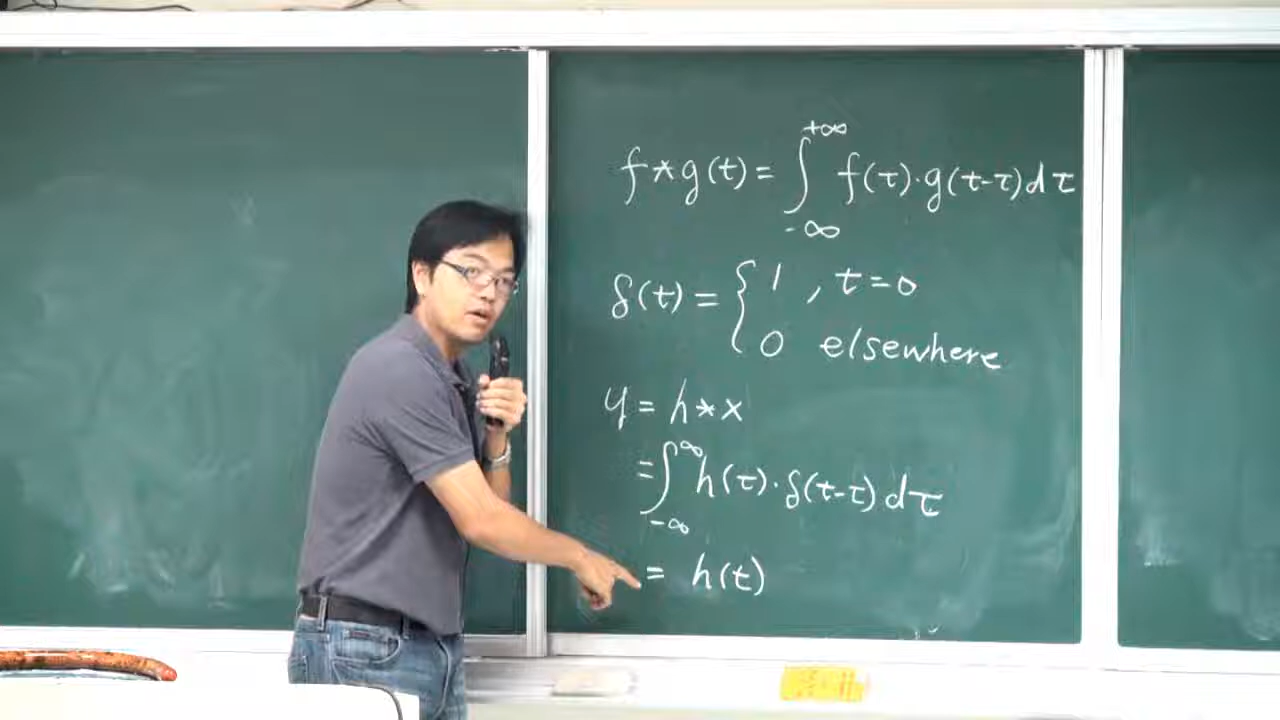 f*g(t) = ∫_{-∞}^{+∞} f(τ)·g(t-τ)dτ
δ(t) = { 1 , t=0
0 elsewhere
y = h*x
= ∫_{-∞}^{∞} h(τ)·δ(t-τ)dτ
= h(t)